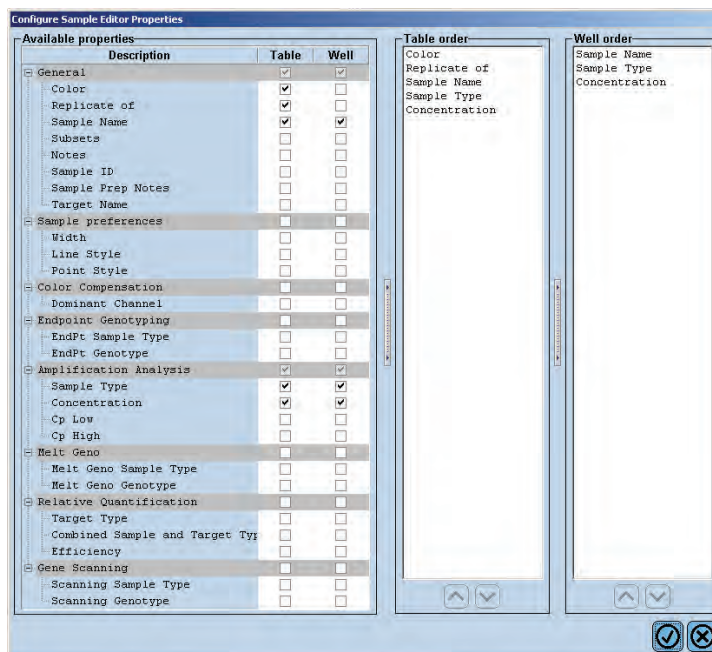 Configure Sample Editor Properties
Available properties
Description Table Well
General
Color
Replicate of
Sample Name
Subsets
Notes
Sample ID
Sample Prep Notes
Target Name
Sample preferences
Width
Line Style
Point Style
Color Compensation
Dominant Channel
Endpoint Genotyping
EndPt Sample Type
EndPt Genotype
Amplification Analysis
Sample Type
Concentration
Cp Low
Cp High
Melt Geno
Melt Geno Sample Type
Melt Geno Genotype
Relative Quantification
Target Type
Combined Sample and Target Typ
Efficiency
Gene Scanning
Scanning Sample Type
Scanning Genotype
Table order
Color
Replicate of
Sample Name
Sample Type
Concentration
Well order
Sample Name
Sample Type
Concentration